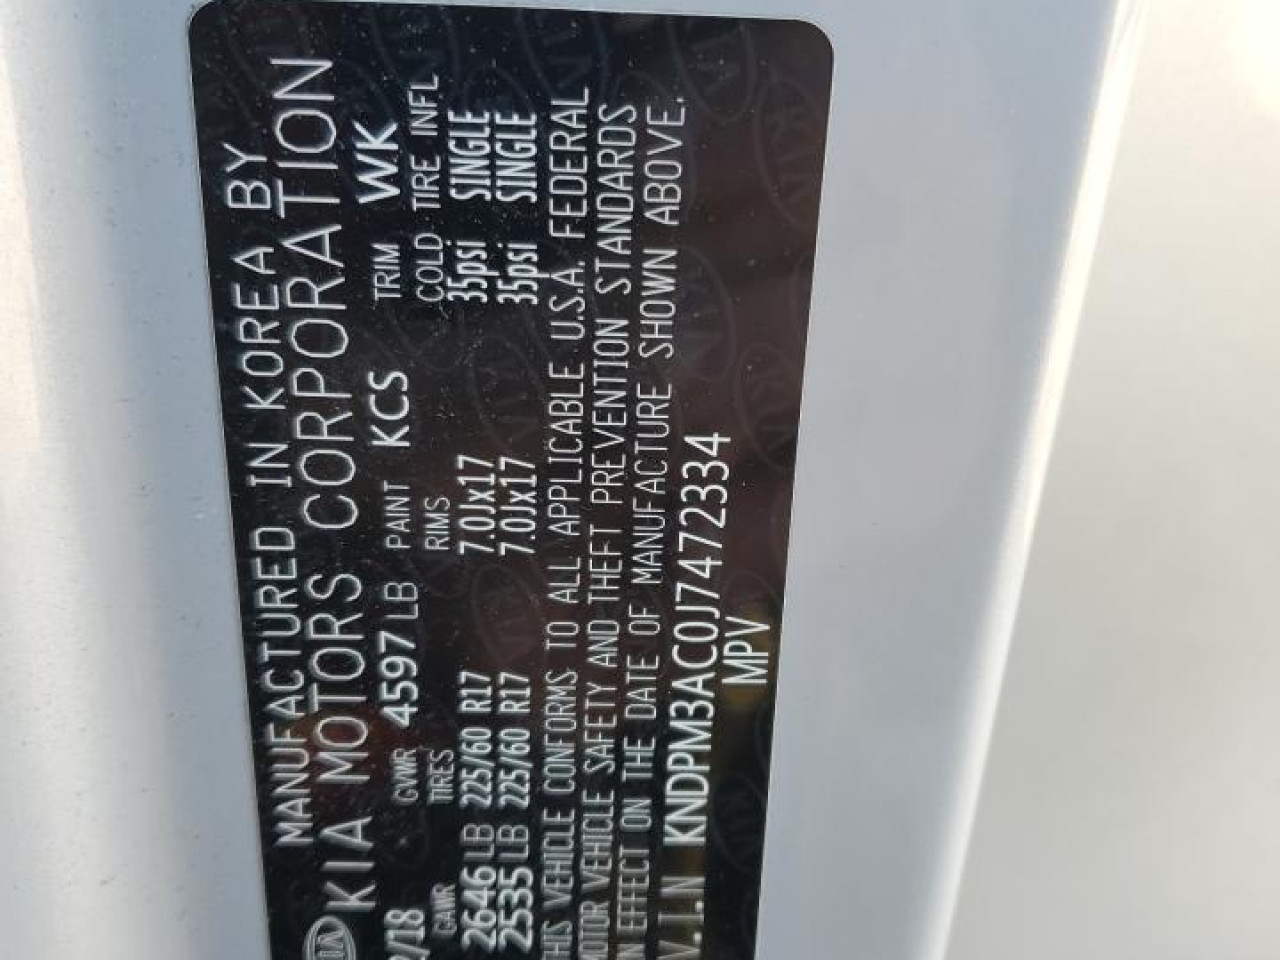 MANUFACTURED IN KOREA BY
KIA MOTORS CORPORATION
2/18 GVWR 4597 LB PAINT KCS TRIM WK
GAWR TIRES RIMS COLD TIRE INFL
2646 LB 225/60 R17 7.0Jx17 35psi SINGLE
2535 LB 225/60 R17 7.0Jx17 35psi SINGLE
THIS VEHICLE CONFORMS TO ALL APPLICABLE U.S.A. FEDERAL
MOTOR VEHICLE SAFETY AND THEFT PREVENTION STANDARDS
IN EFFECT ON THE DATE OF MANUFACTURE SHOWN ABOVE.
V.I.N KNDPM3AC0J7472334
MPV